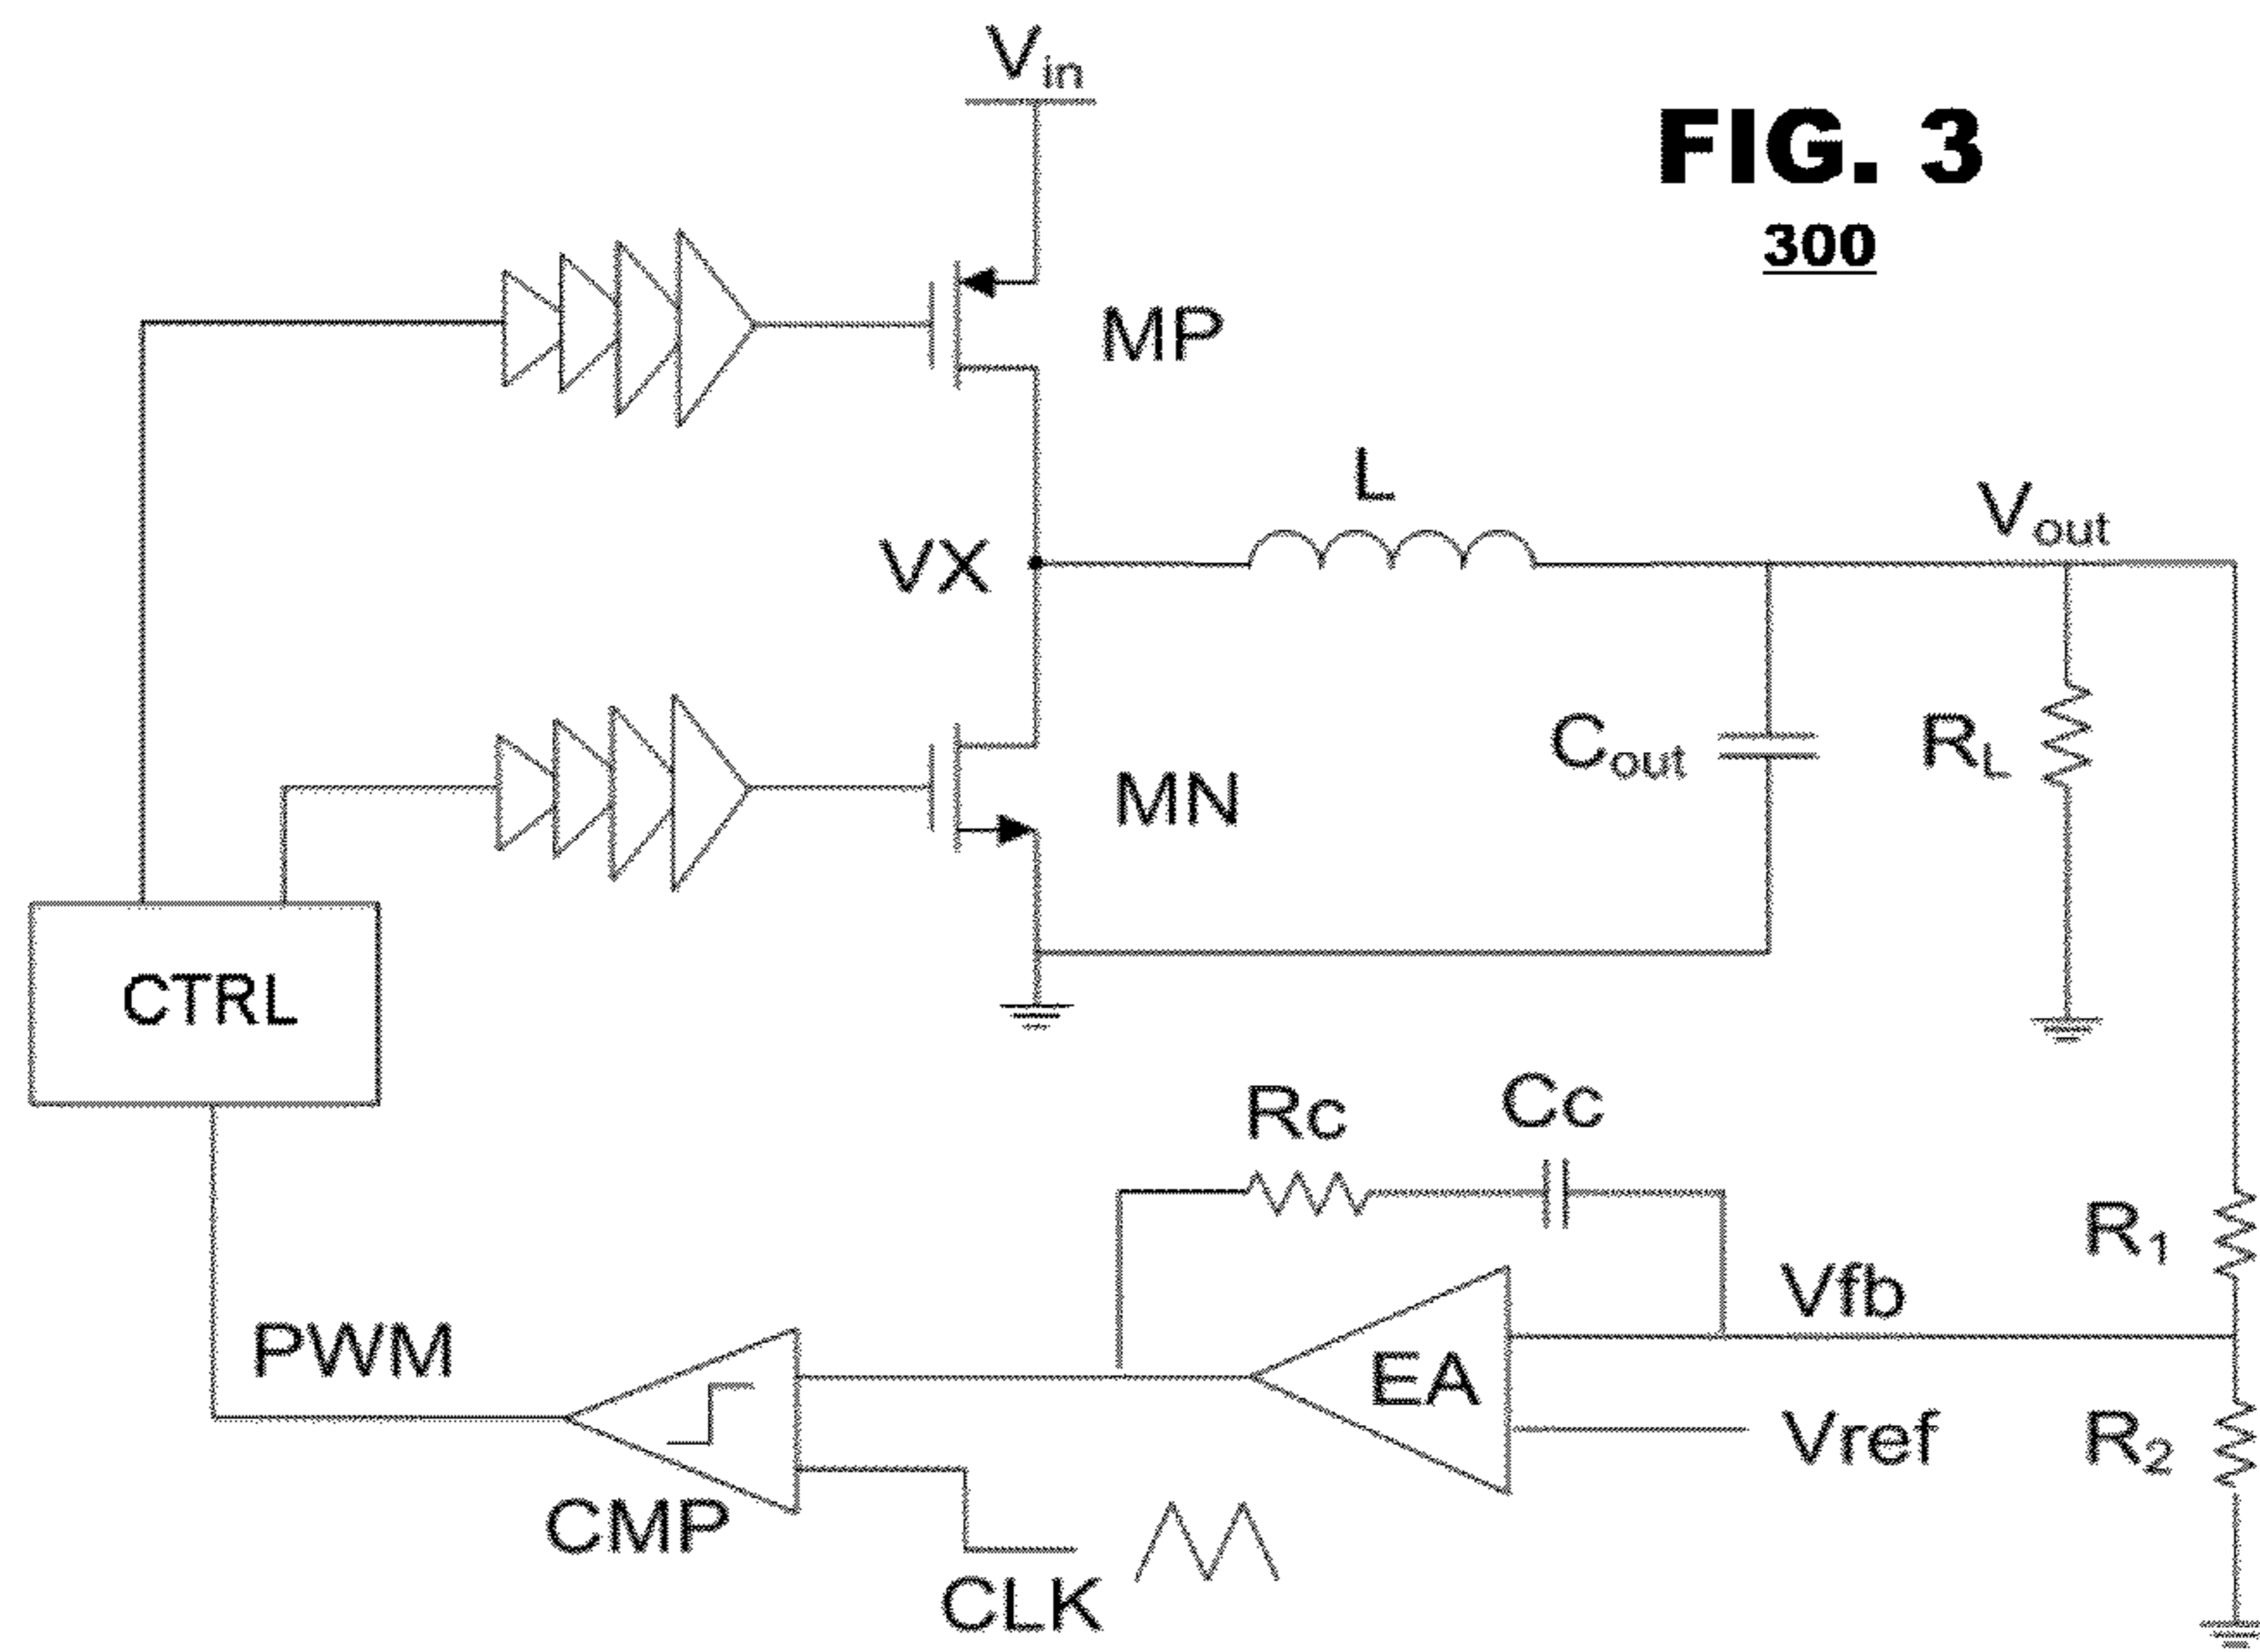 Vin
FIG. 3
300
MP
L
Vout
VX
Cout
RL
MN
CTRL
Rc
Cc
R1
Vfb
PWM
EA
Vref
R2
CMP
CLK